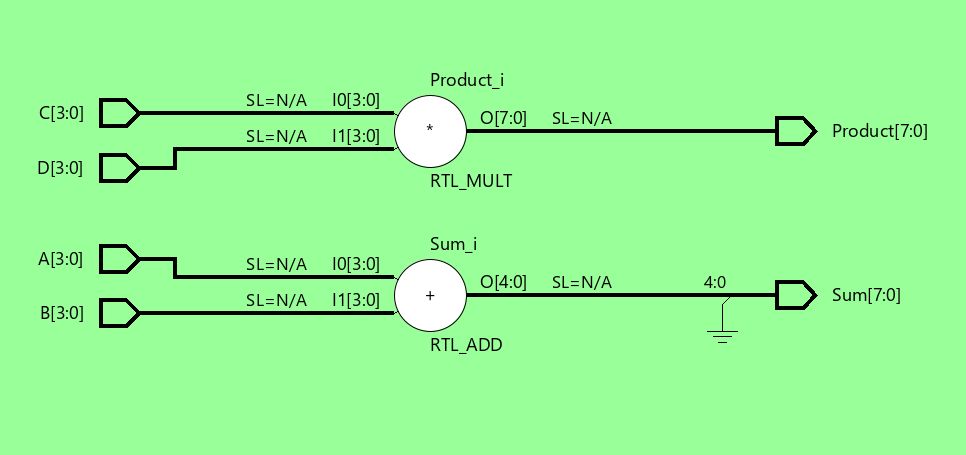 Product_i
C[3:0] SL=N/A I0[3:0] * O[7:0] SL=N/A Product[7:0]
D[3:0] SL=N/A I1[3:0]
RTL_MULT
Sum_i
A[3:0] SL=N/A I0[3:0] + O[4:0] SL=N/A 4:0 Sum[7:0]
B[3:0] SL=N/A I1[3:0]
RTL_ADD